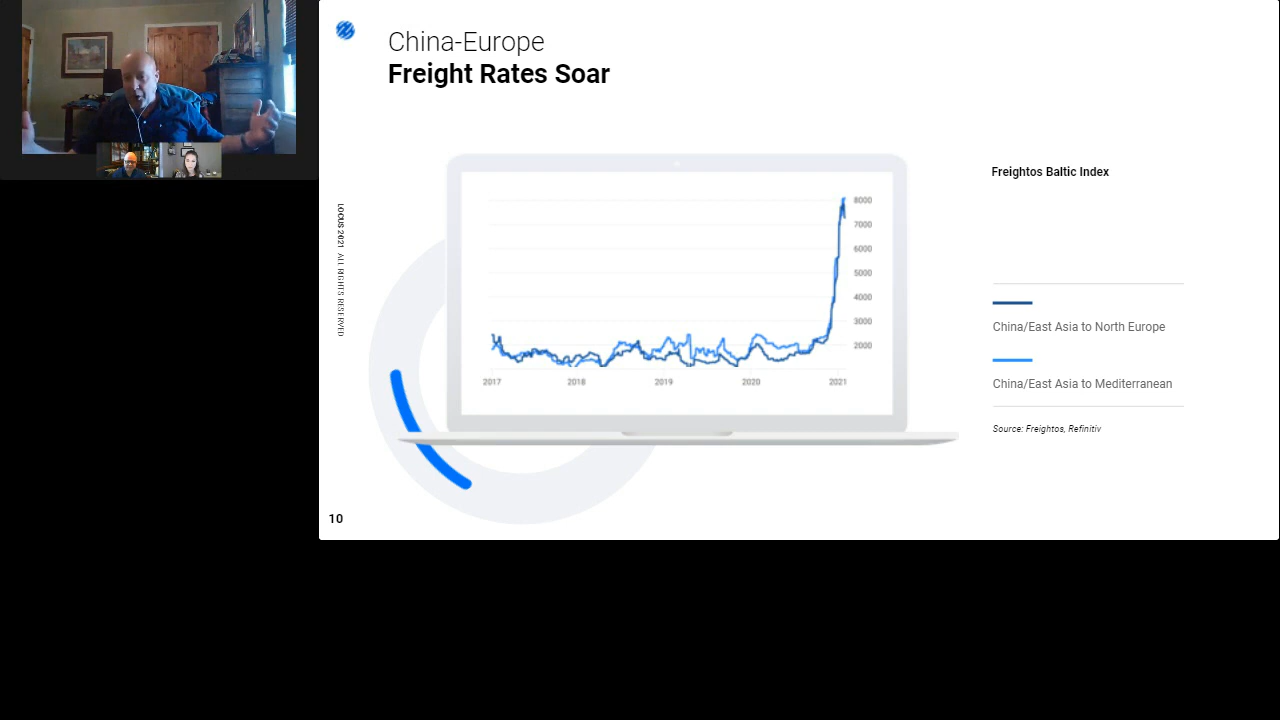 China-Europe
Freight Rates Soar
Freightos Baltic Index
8000
7000
6000
5000
4000
3000
2000
2017 2018 2019 2020 2021
China/East Asia to North Europe
China/East Asia to Mediterranean
Source: Freightos, Refinitiv
LOCUS 2021 ALL RIGHTS RESERVED
10